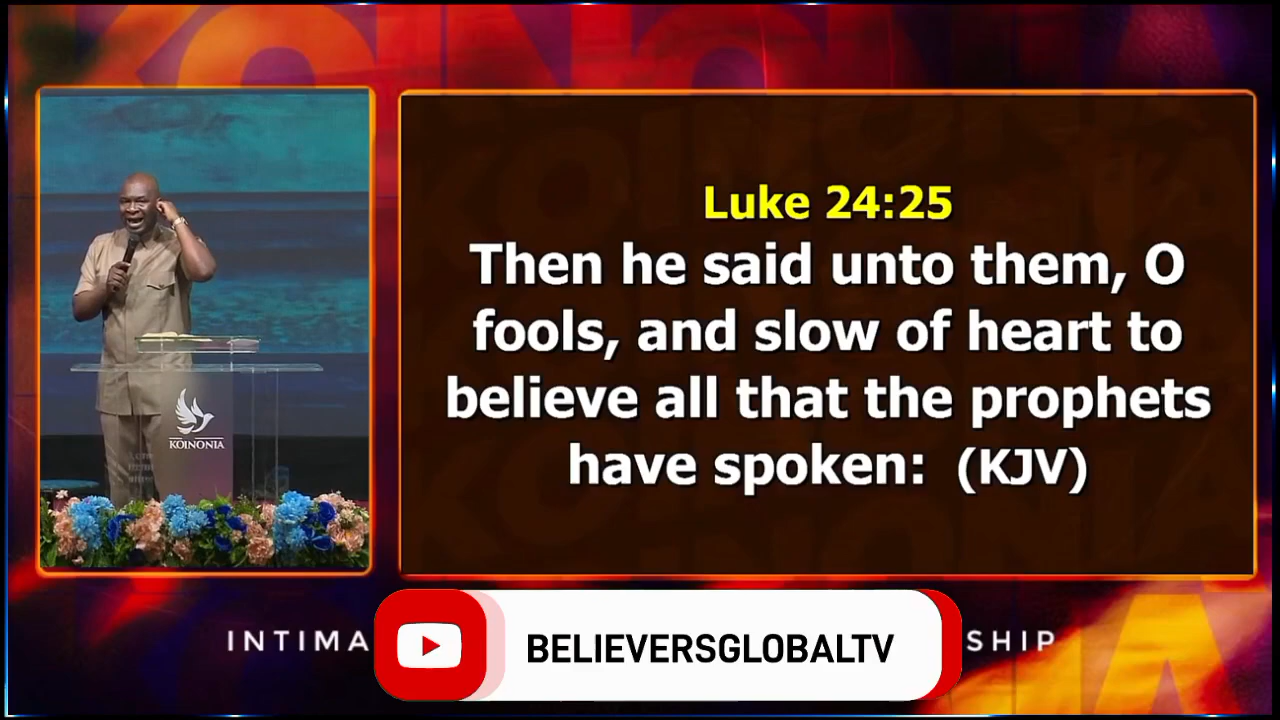 Luke 24:25
Then he said unto them, O
fools, and slow of heart to
believe all that the prophets
have spoken:  (KJV)
KOINONIA
INTIMA
BELIEVERSGLOBALTV
SHIP